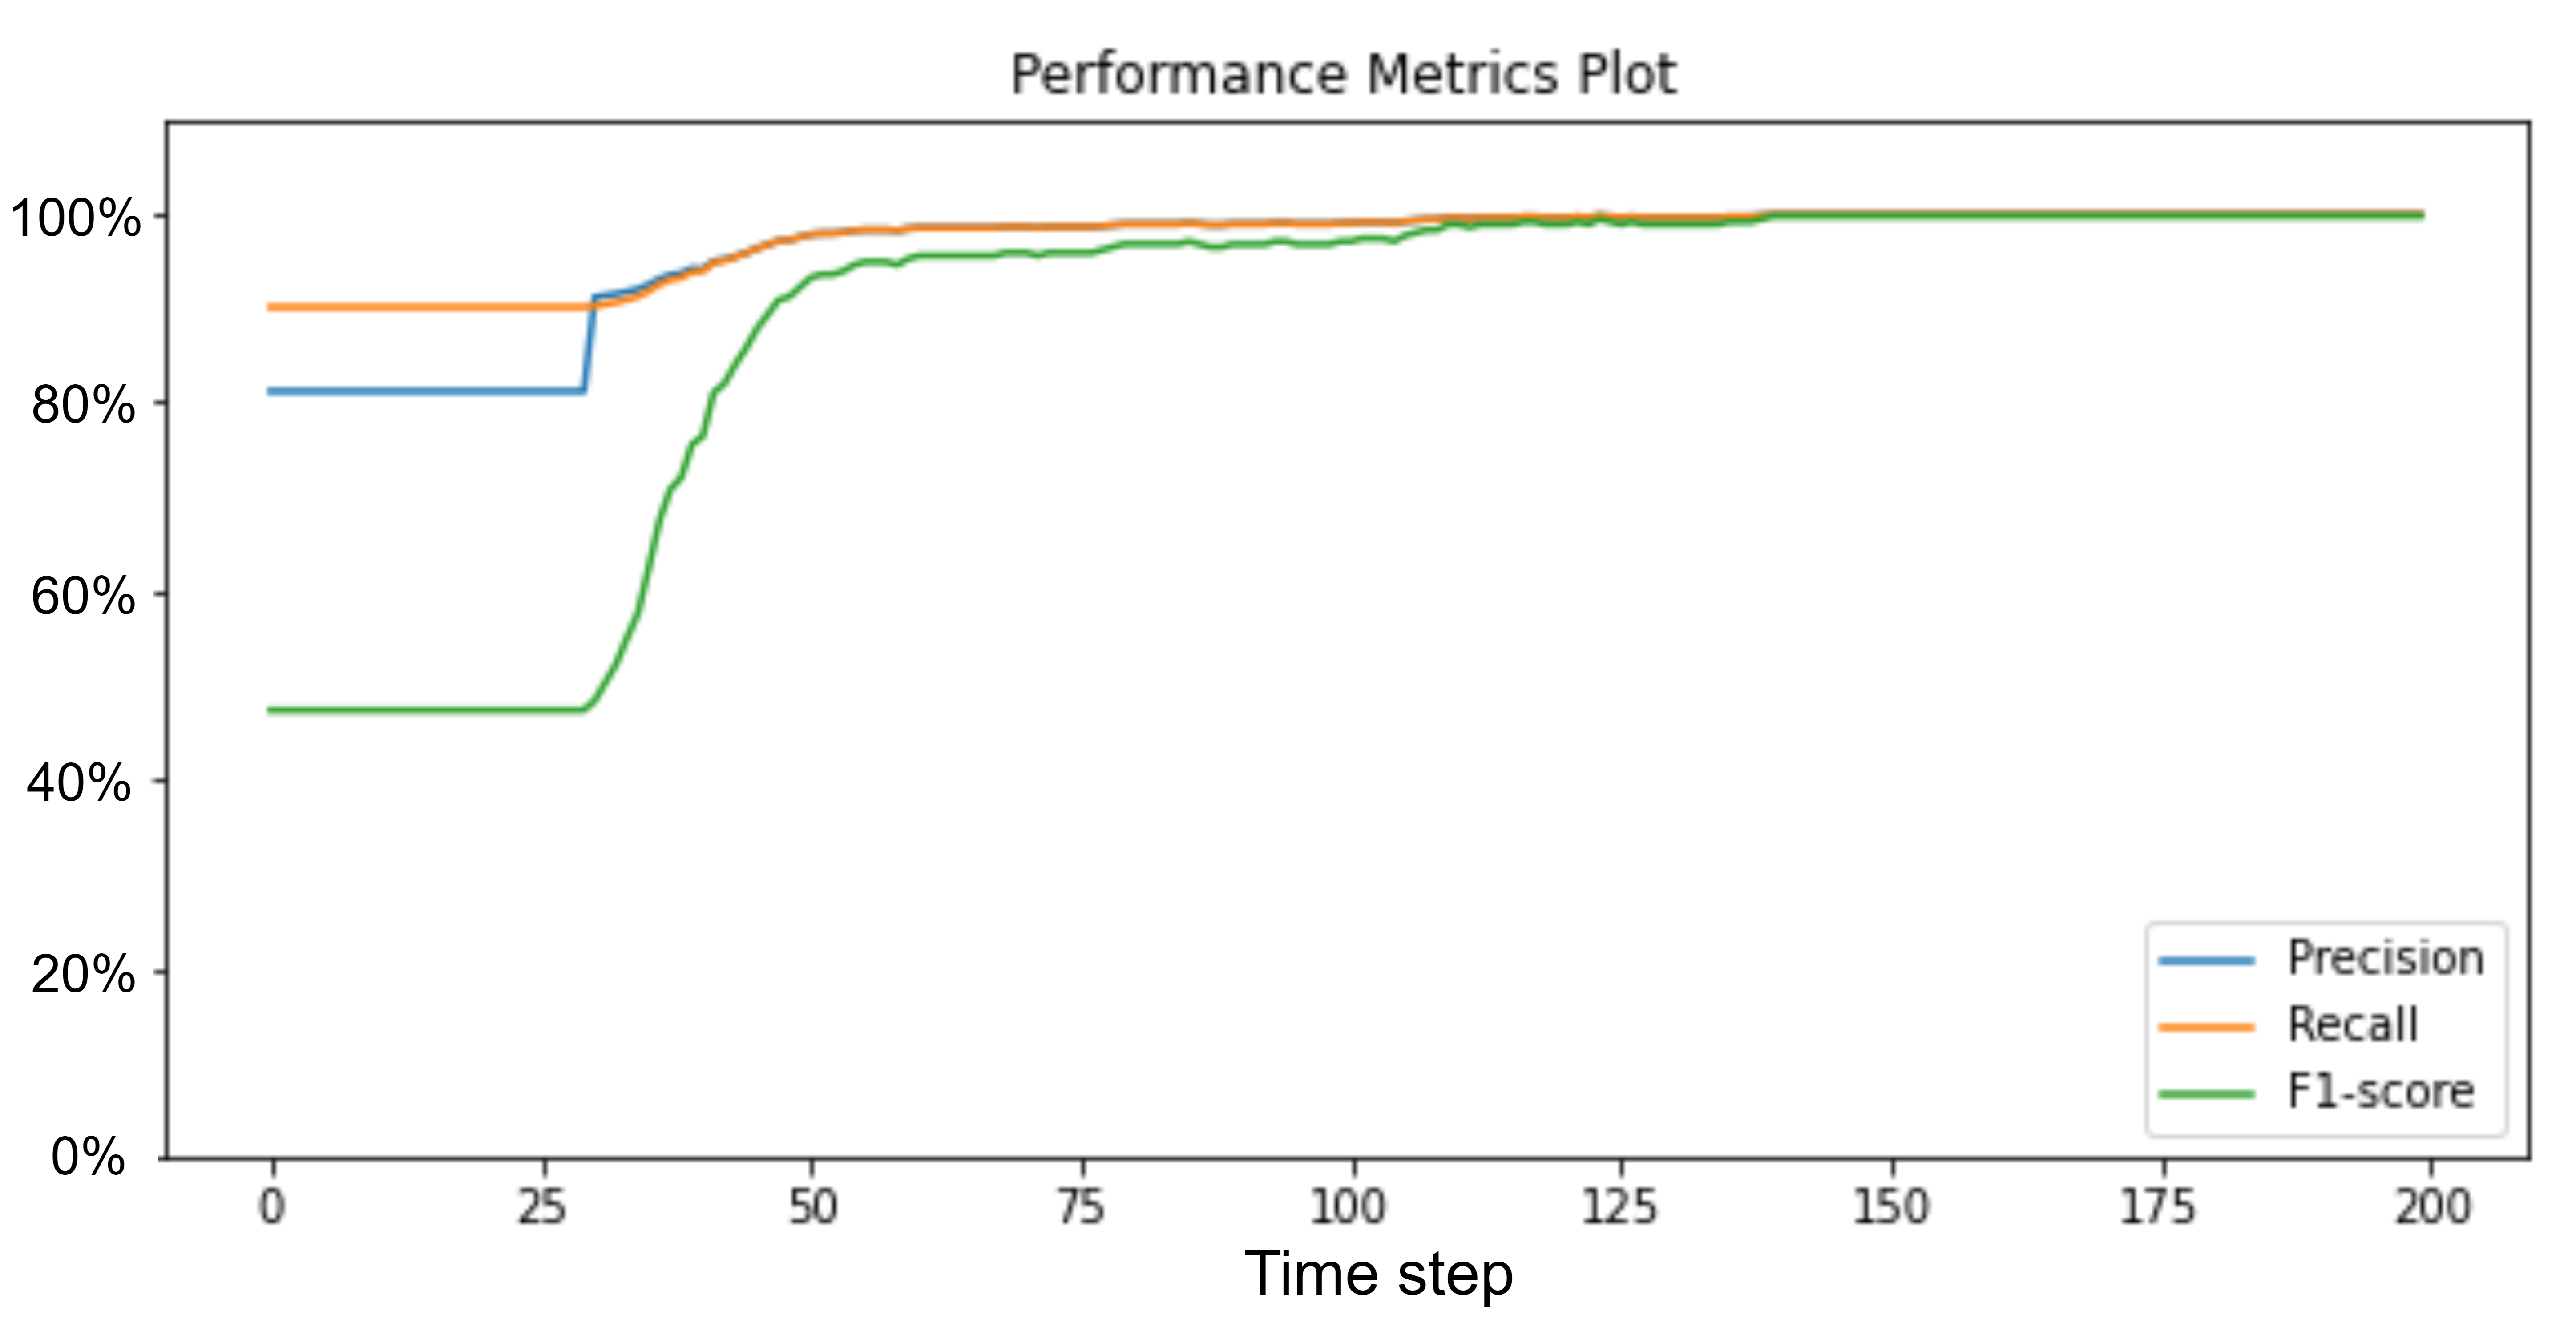 Performance Metrics Plot
100%
80%
60%
40%
20%
0%
0 25 50 75 100 125 150 175 200
Time step
Precision
Recall
F1-score